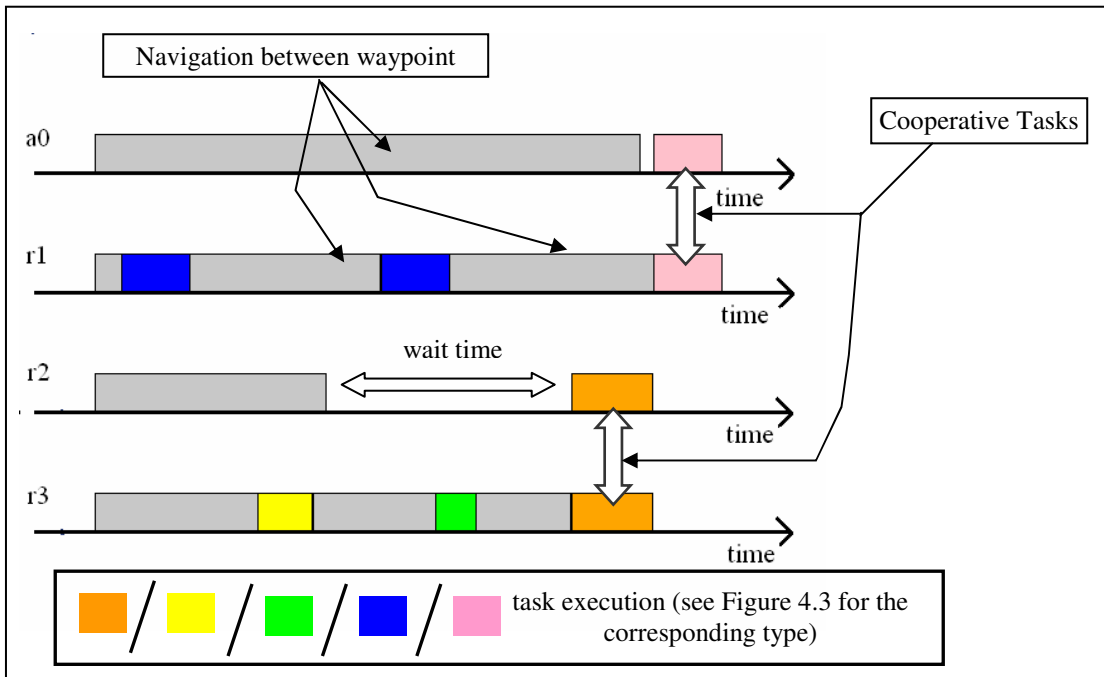 Navigation between waypoint
a0
Cooperative Tasks
time
r1
time
r2
wait time
time
r3
time
task execution (see Figure 4.3 for the
corresponding type)